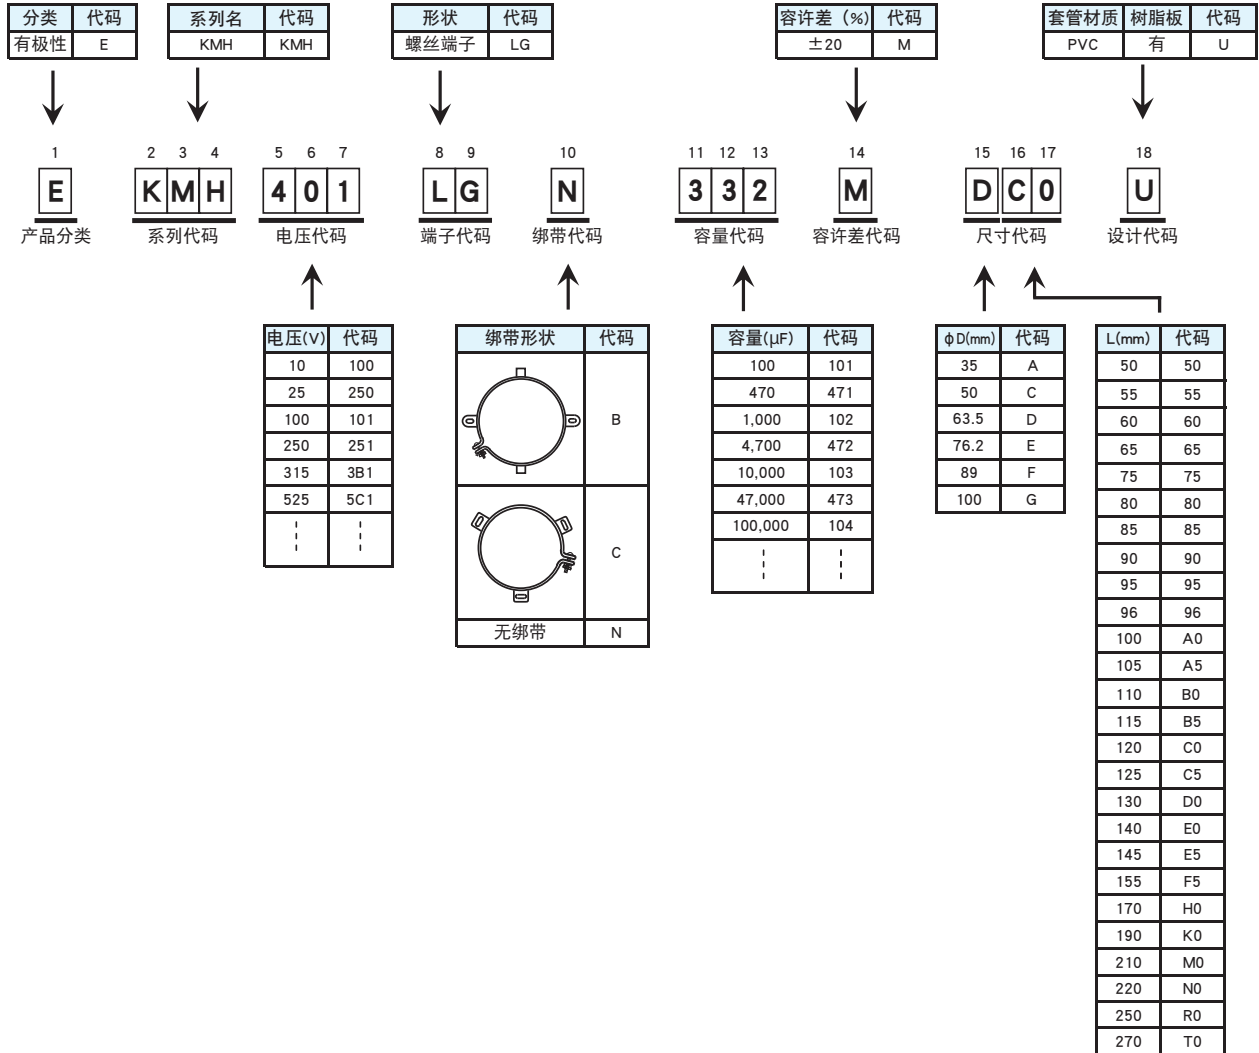 分类 代码
有极性 E
系列名 代码
KMH KMH
形状 代码
螺丝端子 LG
容许差（%） 代码
±20 M
套管材质 树脂板 代码
PVC 有 U
1 2 3 4 5 6 7 8 9 10 11 12 13 14 15 16 17 18
E K M H 4 0 1 L G N 3 3 2 M D C 0 U
产品分类 系列代码 电压代码 端子代码 绑带代码 容量代码 容许差代码 尺寸代码 设计代码
电压(V) 代码
10 100
25 250
100 101
250 251
315 3B1
525 5C1
绑带形状 代码
B
C
无绑带 N
容量(μF) 代码
100 101
470 471
1,000 102
4,700 472
10,000 103
47,000 473
100,000 104
φD(mm) 代码
35 A
50 C
63.5 D
76.2 E
89 F
100 G
L(mm) 代码
50 50
55 55
60 60
65 65
75 75
80 80
85 85
90 90
95 95
96 96
100 A0
105 A5
110 B0
115 B5
120 C0
125 C5
130 D0
140 E0
145 E5
155 F5
170 H0
190 K0
210 M0
220 N0
250 R0
270 T0